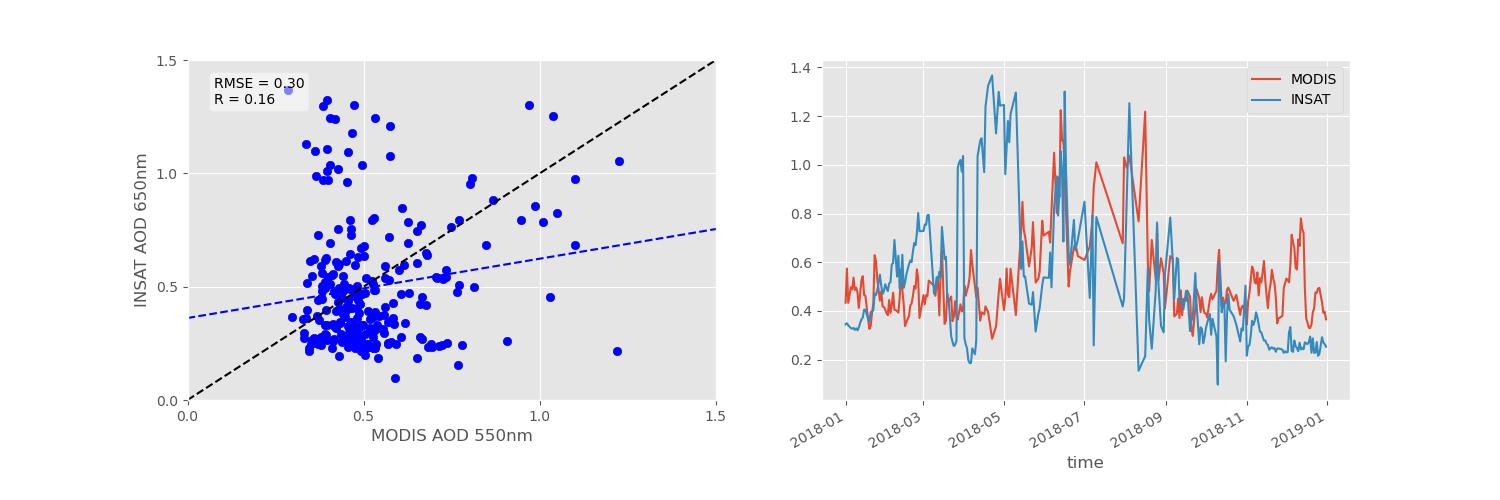 RMSE = 0.30
R = 0.16
1.5
1.0
0.5
0.0
0.0 0.5 1.0 1.5
INSAT AOD 650nm
MODIS AOD 550nm
MODIS
INSAT
1.4
1.2
1.0
0.8
0.6
0.4
0.2
2018-01 2018-03 2018-05 2018-07 2018-09 2018-11 2019-01
time